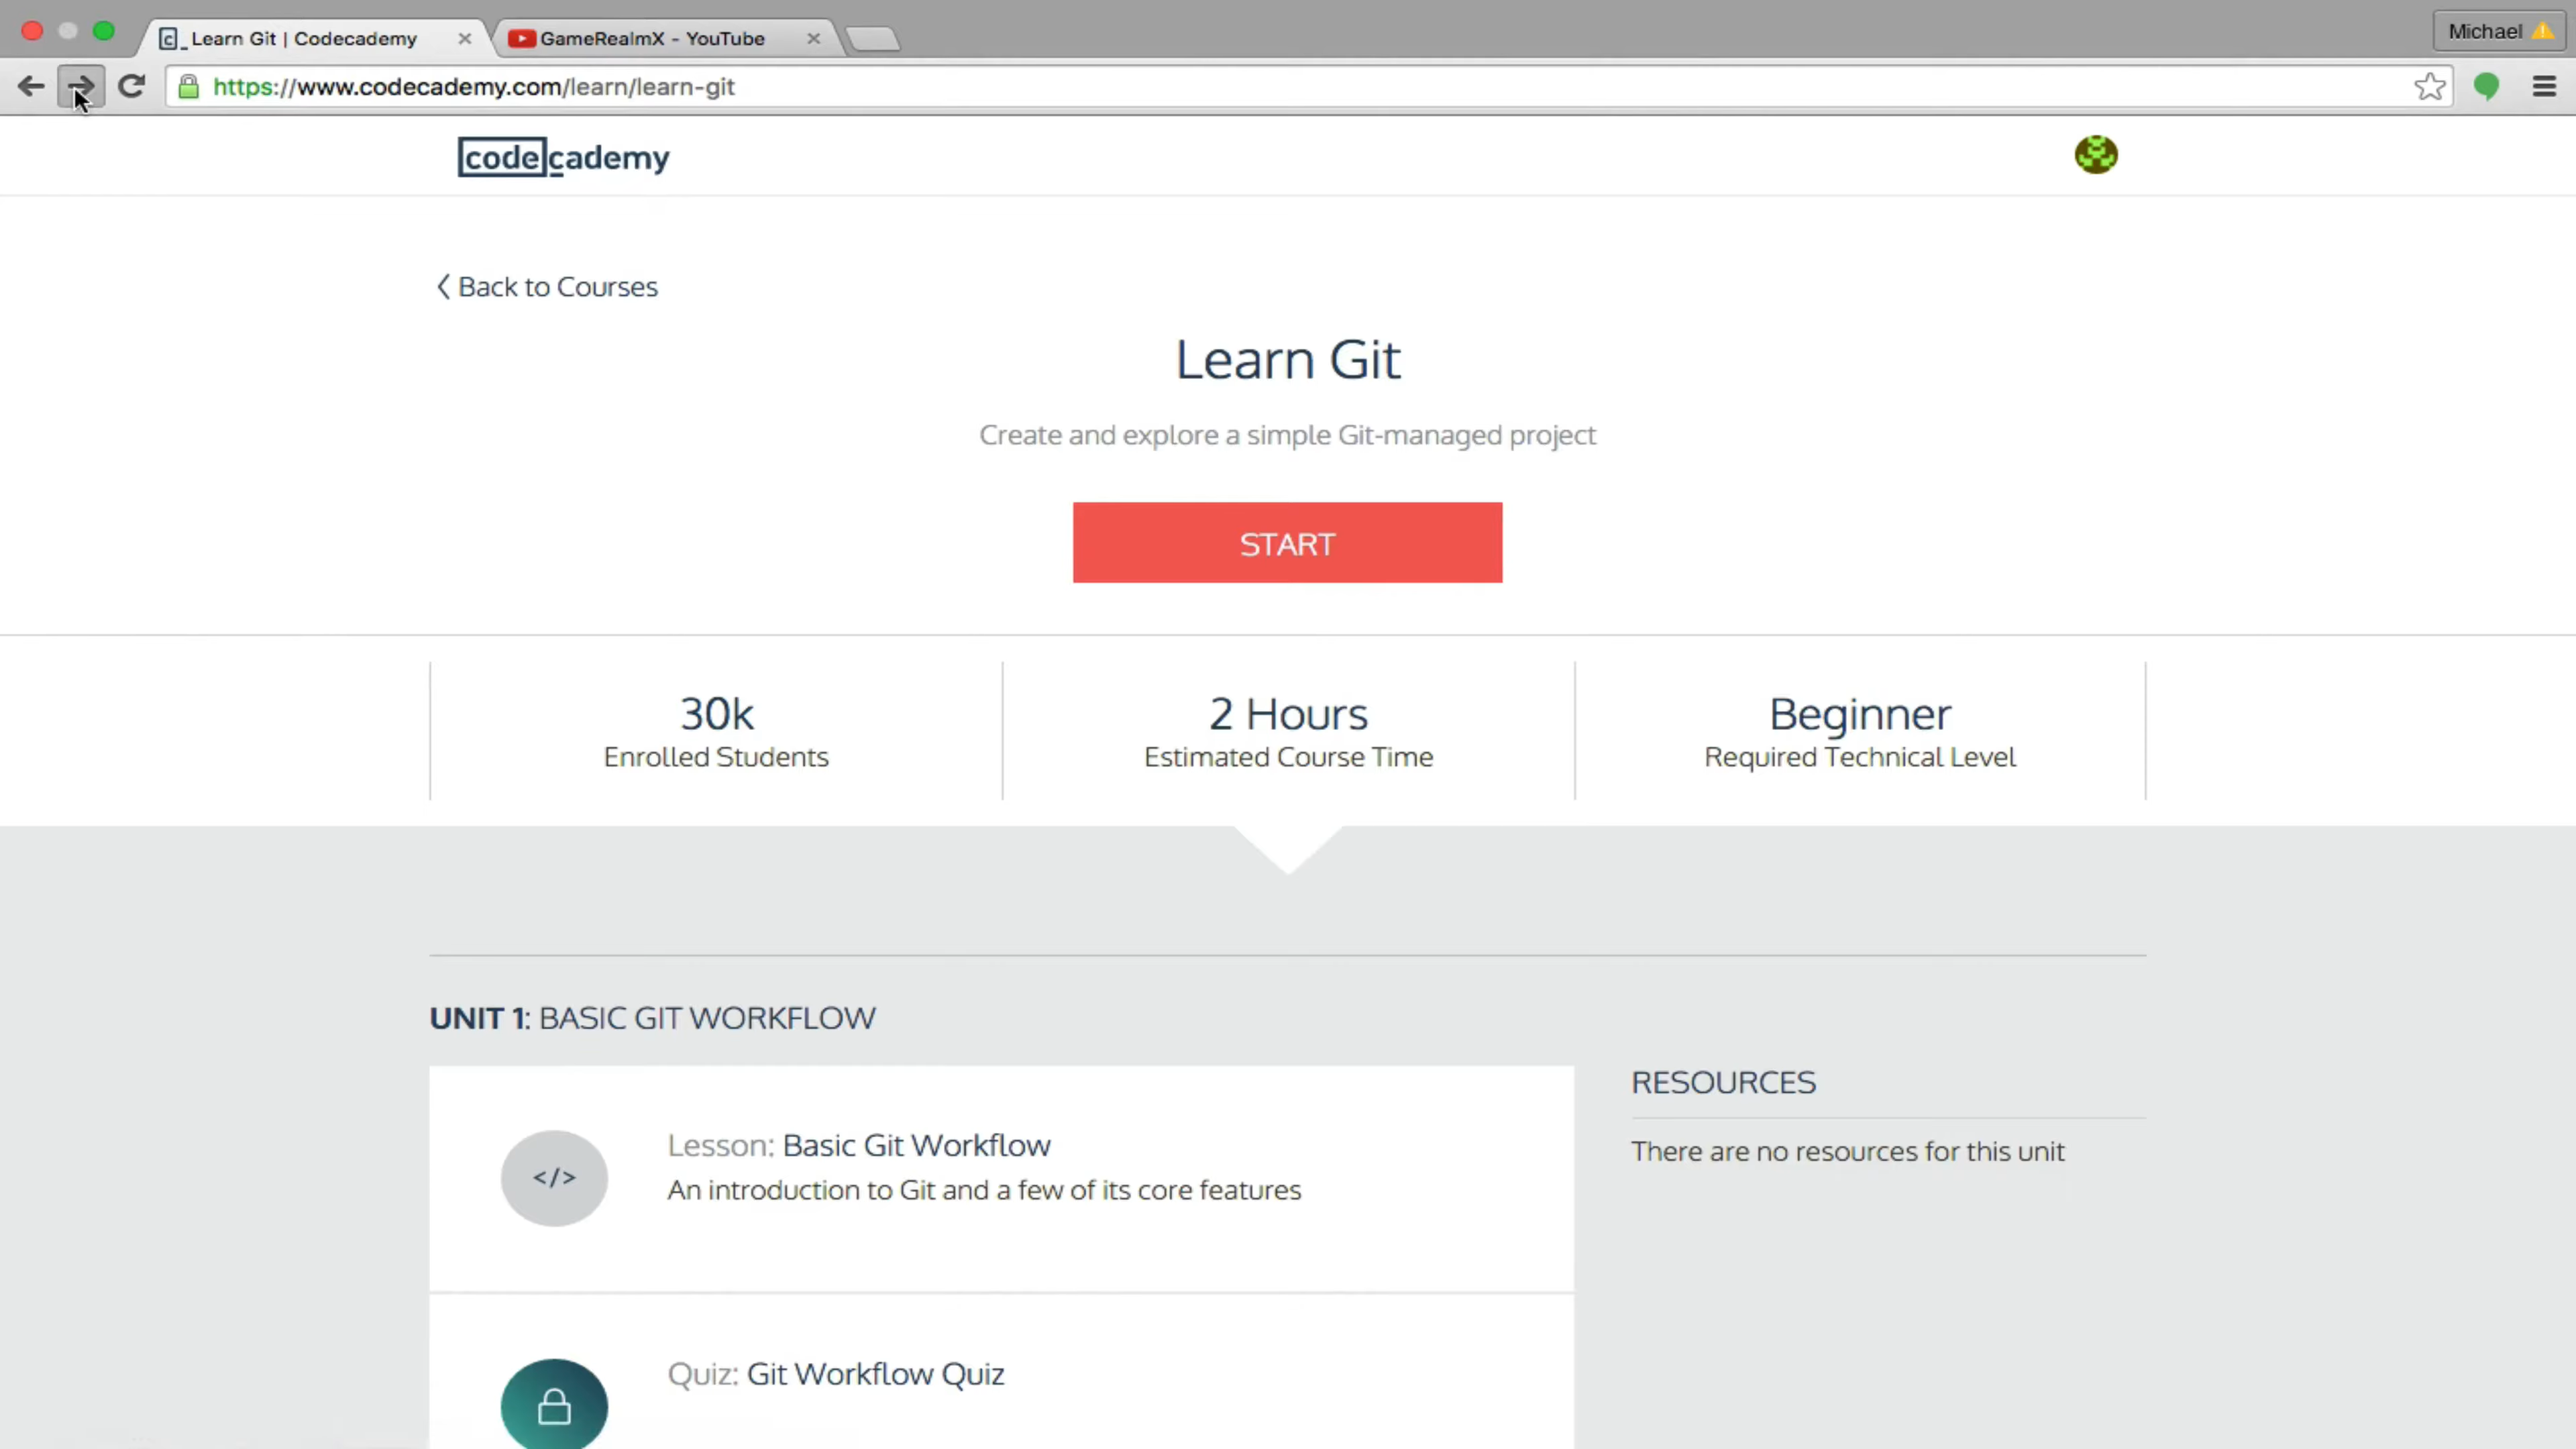 Learn Git | Codecademy
GameRealmX - YouTube
Michael
https://www.codecademy.com/learn/learn-git
codecademy
Back to Courses
Learn Git
Create and explore a simple Git-managed project
START
30k
Enrolled Students
2 Hours
Estimated Course Time
Beginner
Required Technical Level
UNIT 1: BASIC GIT WORKFLOW
</>
Lesson: Basic Git Workflow
An introduction to Git and a few of its core features
RESOURCES
There are no resources for this unit
Quiz: Git Workflow Quiz